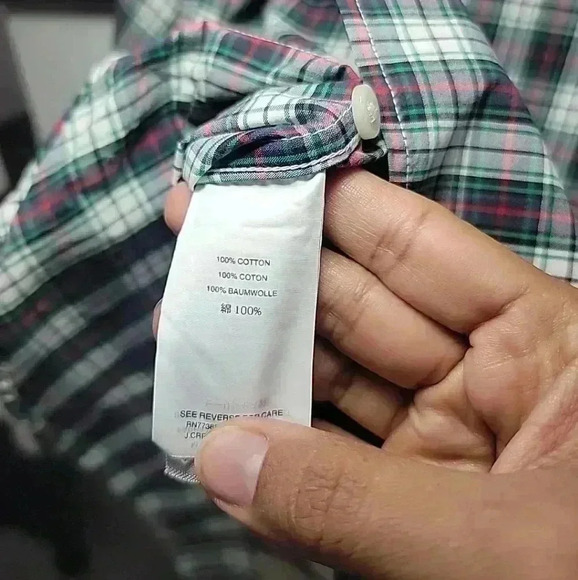 100% COTTON
100% COTON
100% BAUMWOLLE
綿 100%
SEE REVERSE FOR CARE